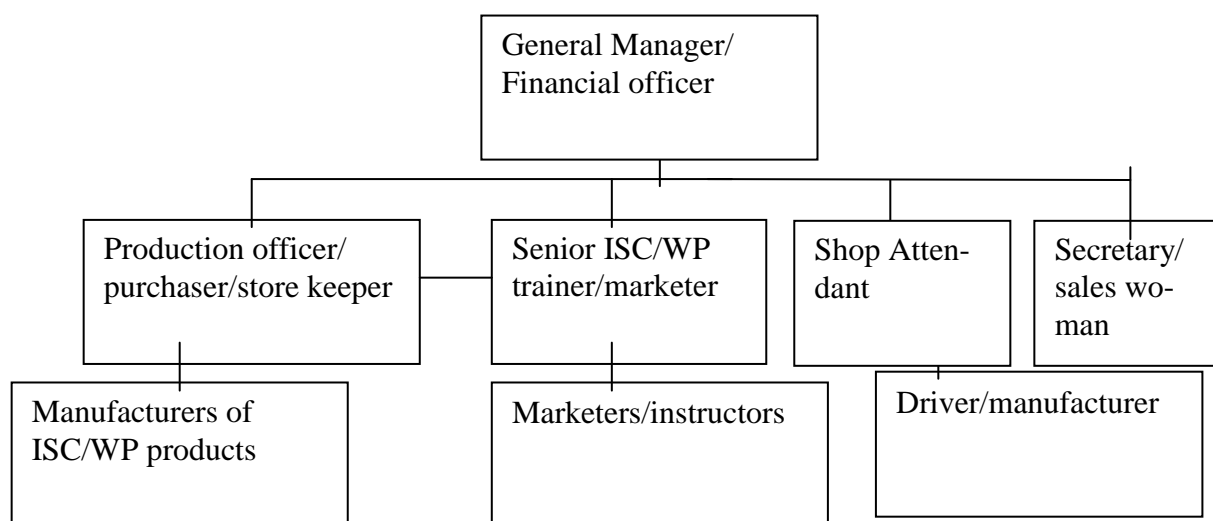 General Manager/
Financial officer
Production officer/
purchaser/store keeper
Senior ISC/WP
trainer/marketer
Shop Atten-
dant
Secretary/
sales wo-
man
Manufacturers of
ISC/WP products
Marketers/instructors
Driver/manufacturer